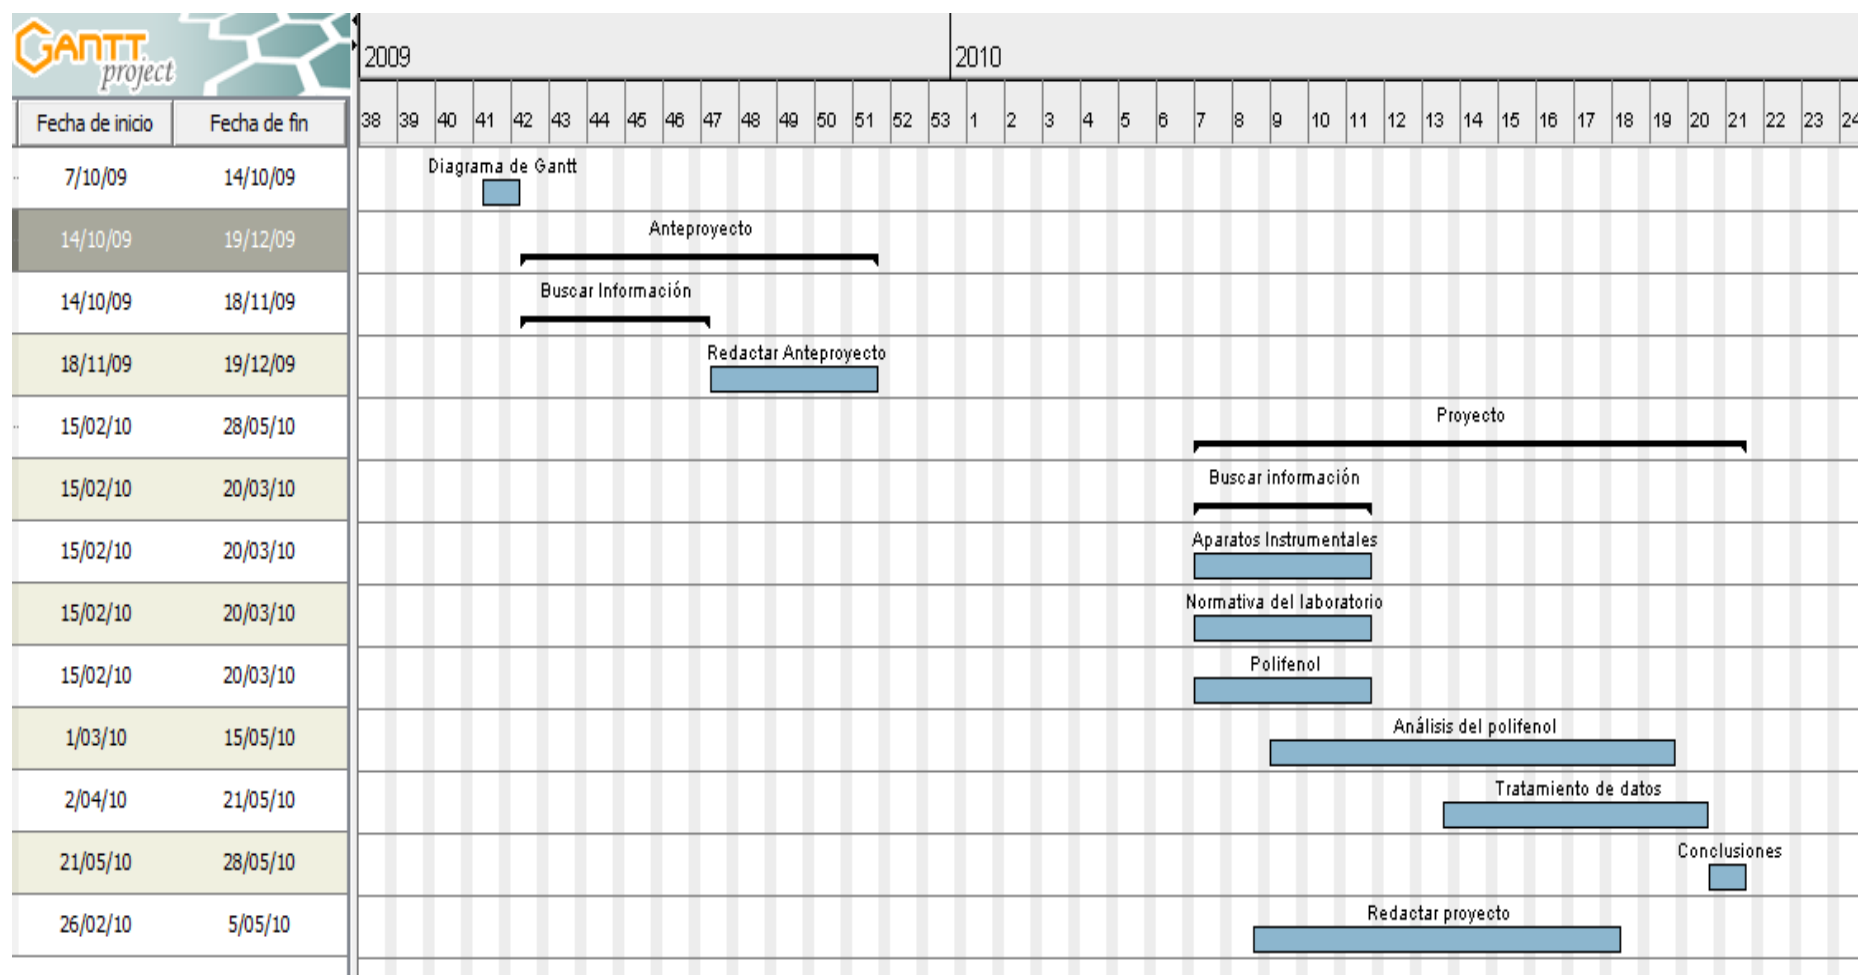 GANTT
project
2009 2010
Fecha de inicio Fecha de fin 38 39 40 41 42 43 44 45 46 47 48 49 50 51 52 53 1 2 3 4 5 6 7 8 9 10 11 12 13 14 15 16 17 18 19 20 21 22 23 24
Diagrama de Gantt
7/10/09 14/10/09
Anteproyecto
14/10/09 19/12/09
Buscar Información
14/10/09 18/11/09
Redactar Anteproyecto
18/11/09 19/12/09
Proyecto
15/02/10 28/05/10
Buscar información
15/02/10 20/03/10
Aparatos Instrumentales
15/02/10 20/03/10
Normativa del laboratorio
15/02/10 20/03/10
Polifenol
15/02/10 20/03/10
Análisis del polifenol
1/03/10 15/05/10
Tratamiento de datos
2/04/10 21/05/10
Conclusiones
21/05/10 28/05/10
Redactar proyecto
26/02/10 5/05/10